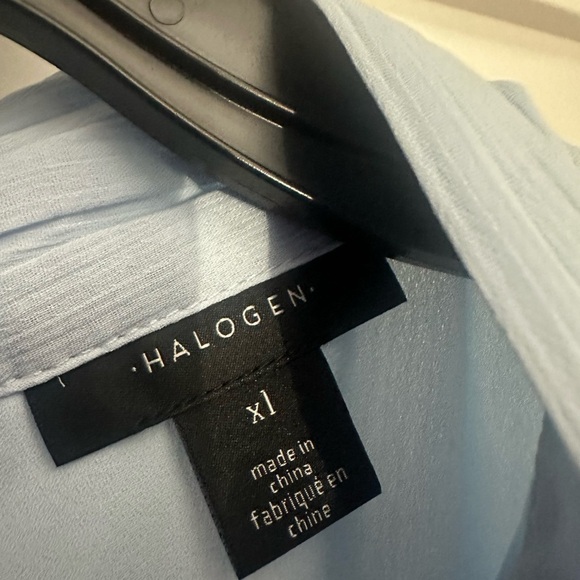 ·HALOGEN·
xl
made in
china
fabriqué en
chine